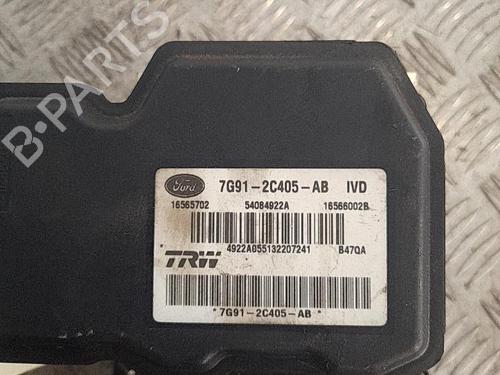 B·PARTS
Ford 7G91-2C405-AB IVD
16565702 54084922A 16566002B
4922A055132207241 B47QA
TRW
*7G91-2C405-AB*